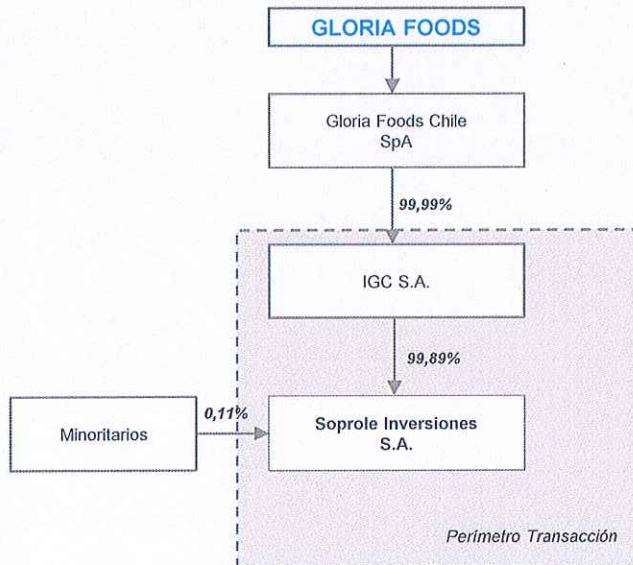 GLORIA FOODS
Gloria Foods Chile
SpA
99,99%
IGC S.A.
99,89%
Minoritarios
0,11%
Soprole Inversiones
S.A.
Perímetro Transacción